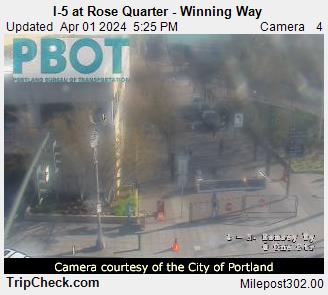 I-5 at Rose Quarter - Winning Way
Updated Apr 01 2024 5:25 PM Camera 4
PBOT
PORTLAND BUREAU OF TRANSPORTATION
Camera courtesy of the City of Portland
TripCheck.com Milepost302.00